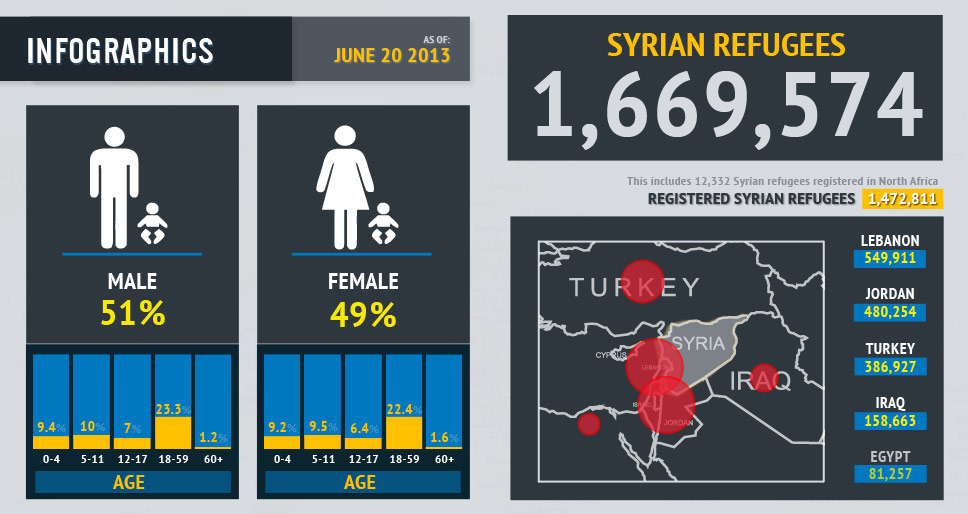 INFOGRAPHICS
AS OF:
JUNE 20 2013
MALE
51%
9.4%
10%
7%
23.3%
1.2%
0-4
5-11
12-17
18-59
60+
AGE
FEMALE
49%
9.2%
9.5%
6.4%
22.4%
1.6%
0-4
5-11
12-17
18-59
60+
AGE
SYRIAN REFUGEES
1,669,574
This includes 12,332 Syrian refugees registered in North Africa
REGISTERED SYRIAN REFUGEES 1,472,811
TURKEY
SYRIA
CYPRUS
LEBANON
IRAQ
JORDAN
LEBANON
549,911
JORDAN
480,254
TURKEY
386,927
IRAQ
158,663
EGYPT
81,257